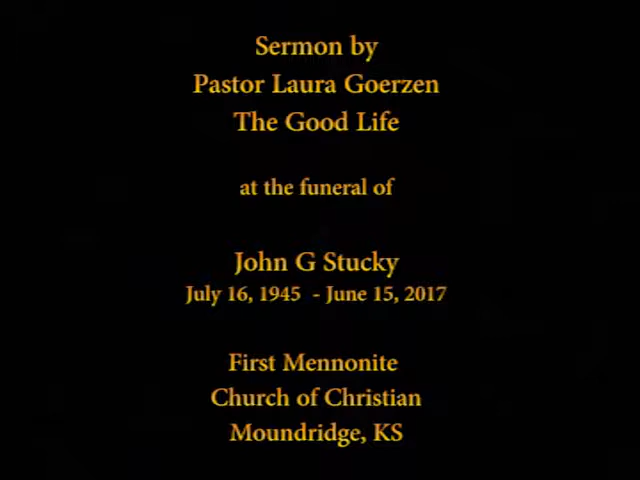 Sermon by
Pastor Laura Goerzen
The Good Life
at the funeral of
John G Stucky
July 16, 1945 - June 15, 2017
First Mennonite
Church of Christian
Moundridge, KS